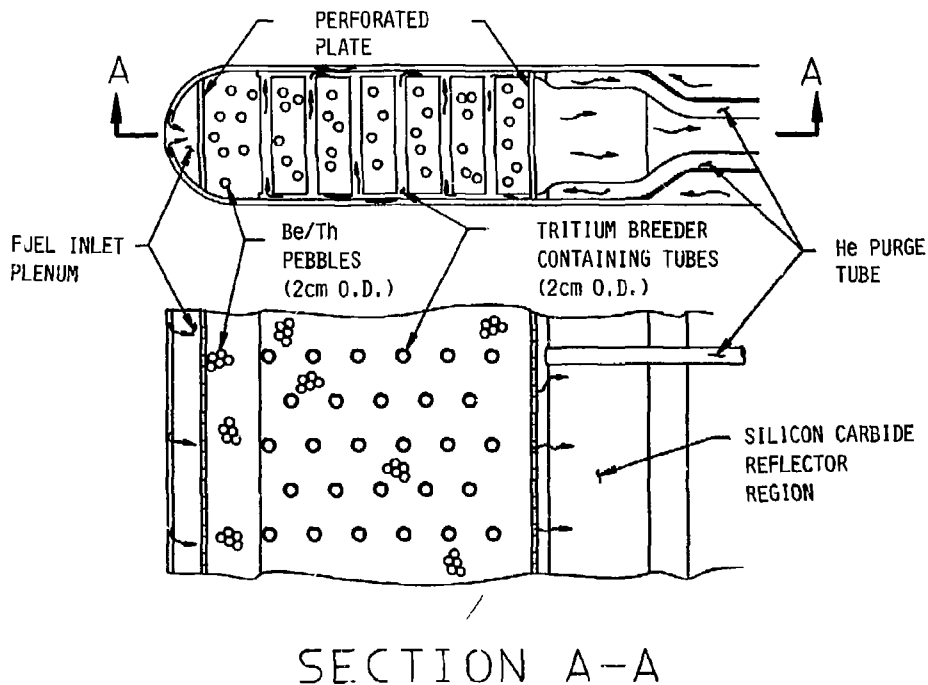 PERFORATED
PLATE
A
A
FJEL INLET
PLENUM
Be/Th
PEBBLES
(2cm O.D.)
TRITIUM BREEDER
CONTAINING TUBES
(2cm O.D.)
He PURGE
TUBE
SILICON CARBIDE
REFLECTOR
REGION
SECTION A-A